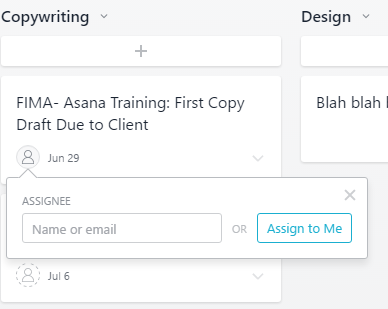 Copywriting
Design
+
FIMA- Asana Training: First Copy
Draft Due to Client
Blah blah
Jun 29
ASSIGNEE
Name or email
OR
Assign to Me
Jul 6